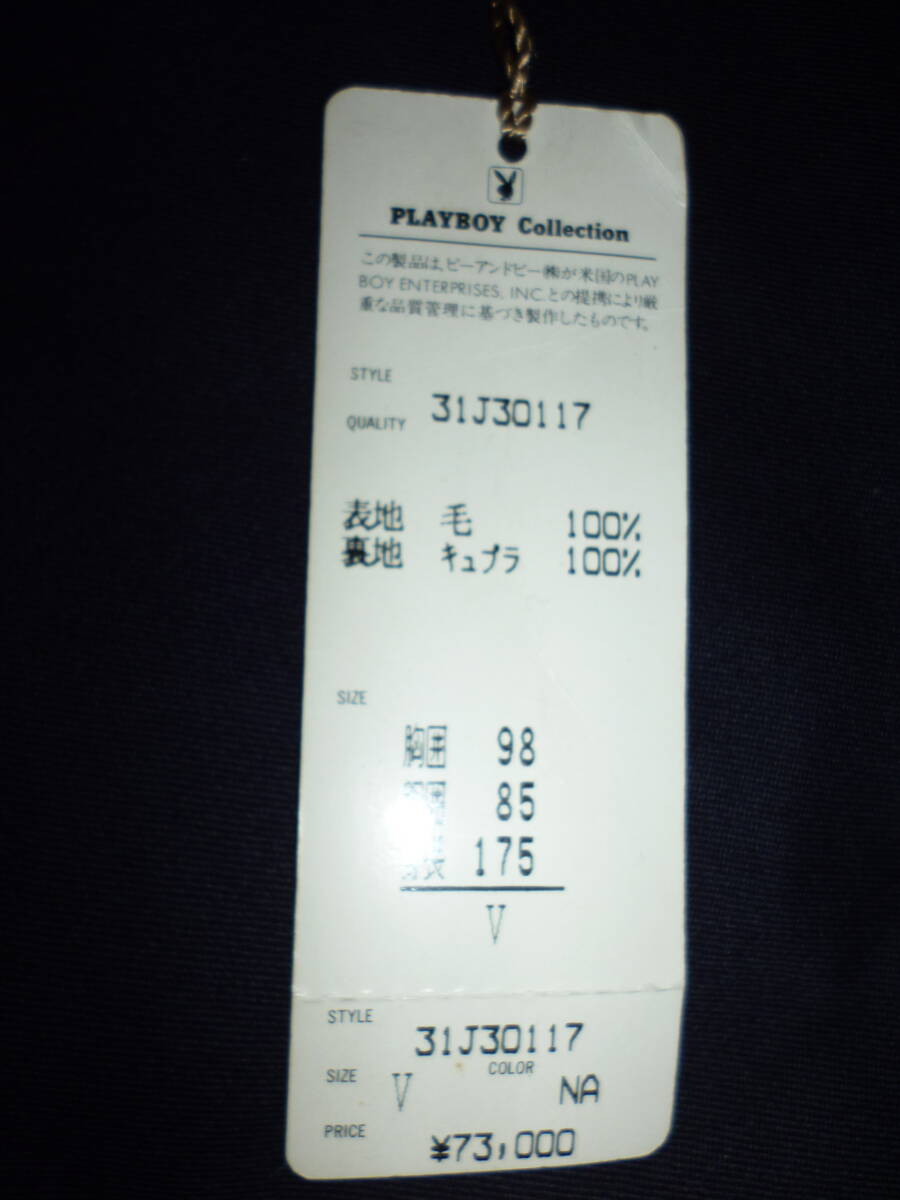 PLAYBOY Collection
この製品は、ピーアンドピー㈱が米国のPLAY
BOY ENTERPRISES, INC.との提携により厳
重な品質管理に基づき製作したものです。
STYLE
31J30117
QUALITY
表地 毛 100%
裏地 キュプラ 100%
SIZE
胸囲 98
囲 85
175
V
STYLE
31J30117
SIZE V COLOR NA
PRICE ¥73,000